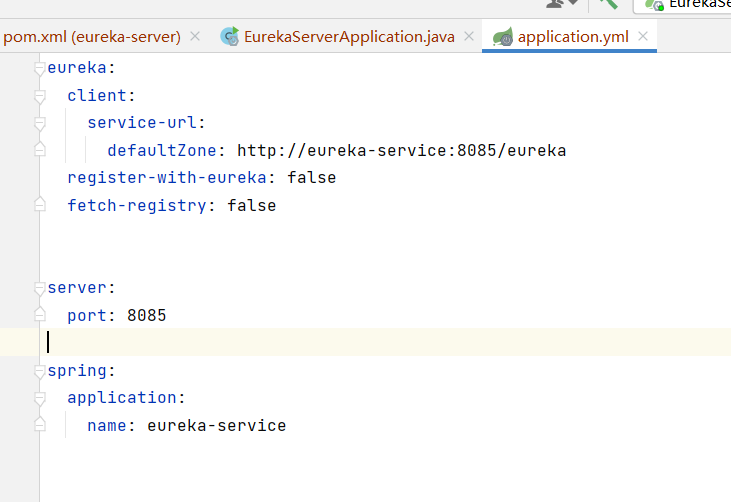 EurekaSe
pom.xml (eureka-server) EurekaServerApplication.java application.yml
eureka:
  client:
    service-url:
      defaultZone: http://eureka-service:8085/eureka
  register-with-eureka: false
  fetch-registry: false
server:
  port: 8085
spring:
  application:
    name: eureka-service